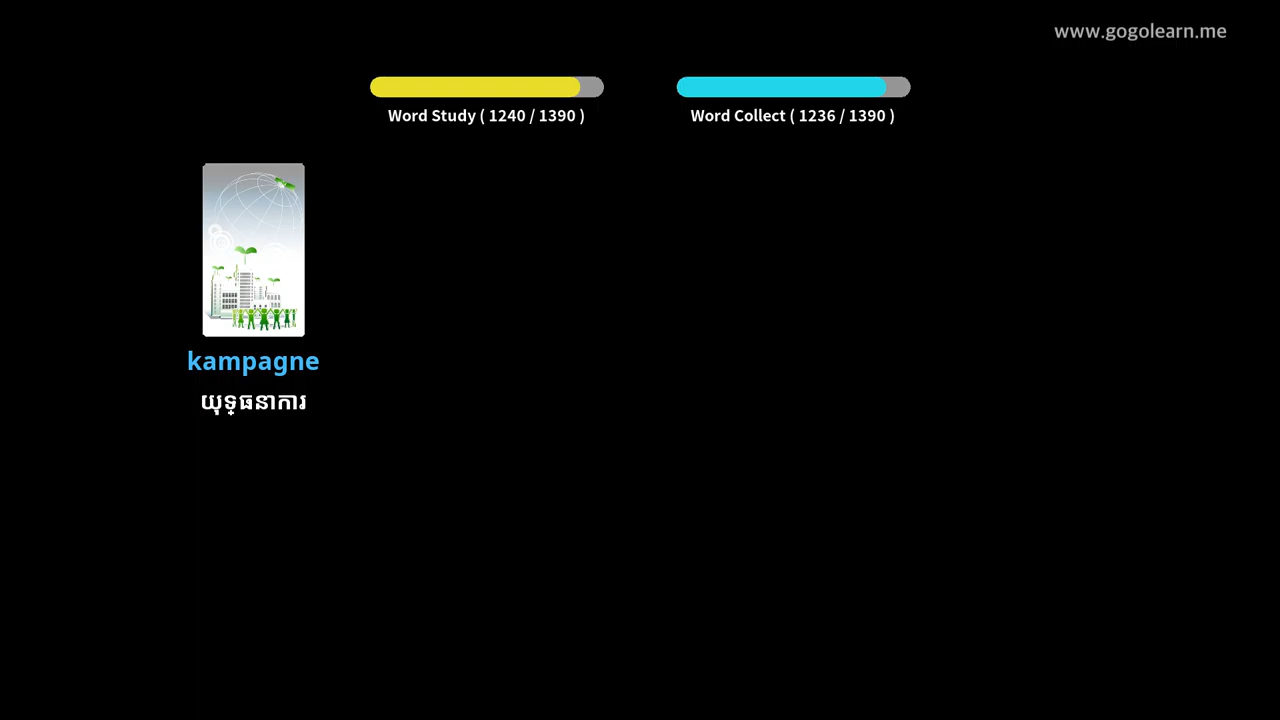 www.gogolearn.me
Word Study ( 1240 / 1390 )
Word Collect ( 1236 / 1390 )
kampagne
យុទ្ធនាការ